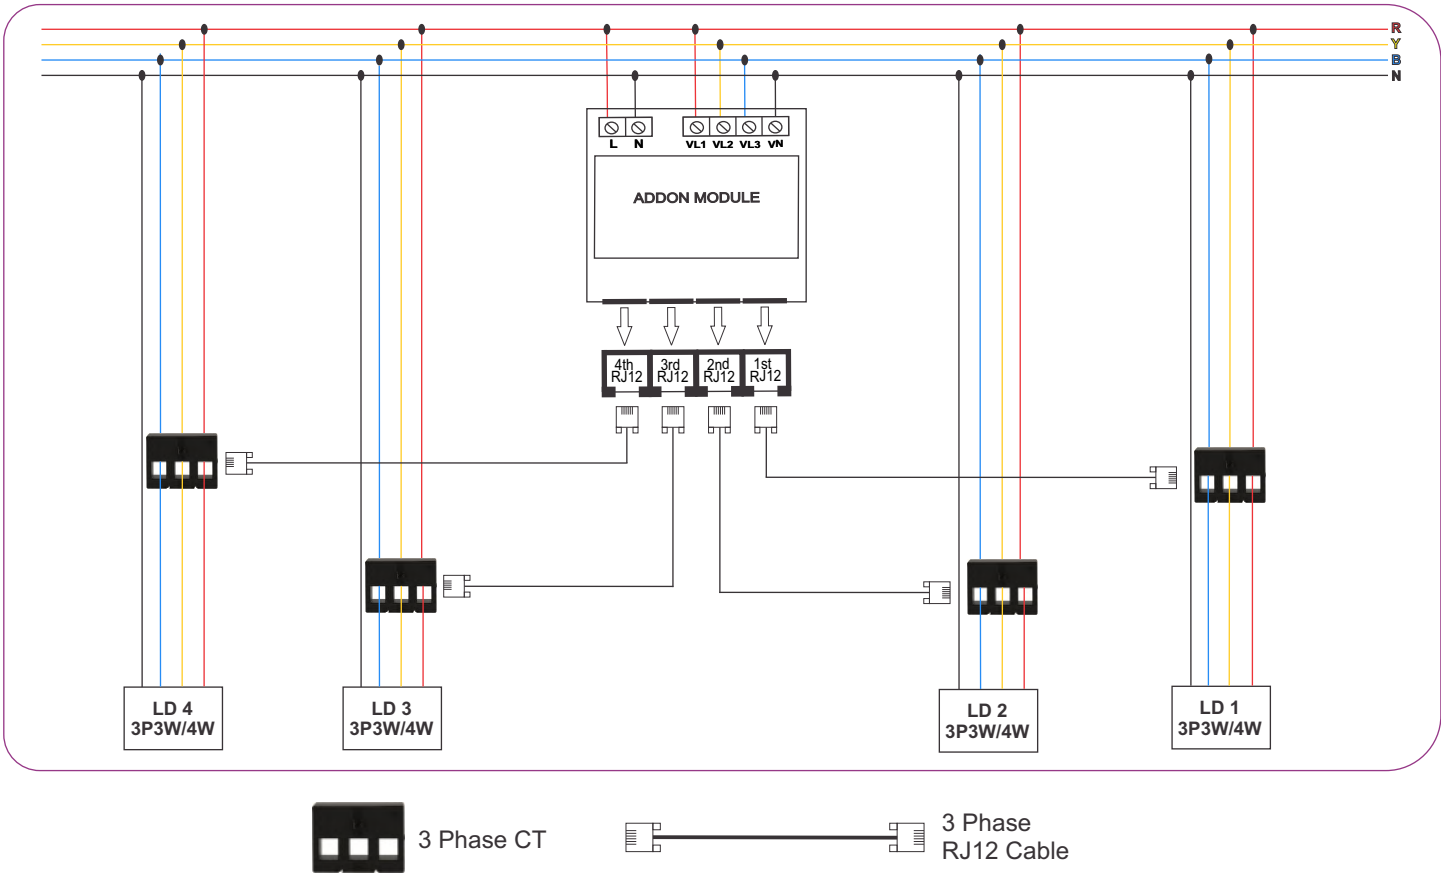 R
Y
B
N
L N VL1 VL2 VL3 VN
ADDON MODULE
4th
RJ12
3rd
RJ12
2nd
RJ12
1st
RJ12
LD 4
3P3W/4W
LD 3
3P3W/4W
LD 2
3P3W/4W
LD 1
3P3W/4W
3 Phase CT
3 Phase
RJ12 Cable